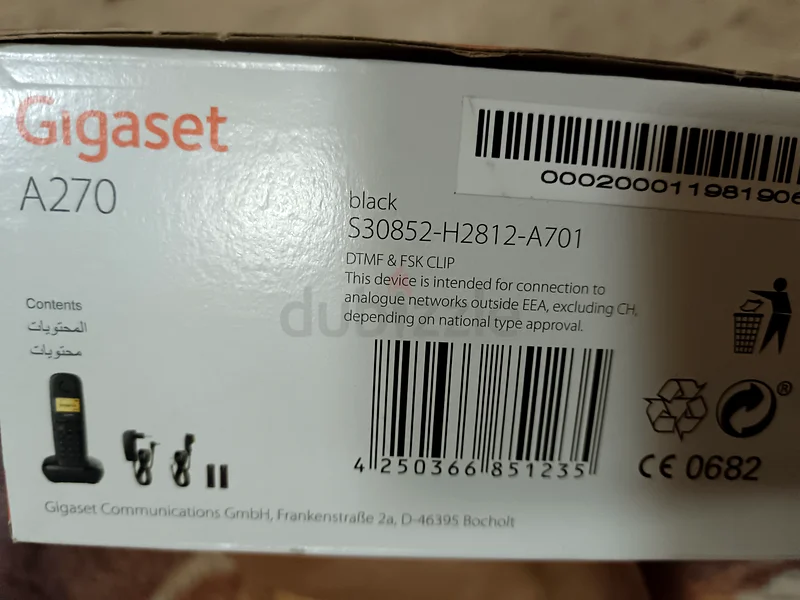 Gigaset
A270
000200011981906
black
S30852-H2812-A701
DTMF & FSK CLIP
This device is intended for connection to
analogue networks outside EEA, excluding CH,
depending on national type approval.
Contents
المحتويات
محتويات
dubizzle
4 250366 851235
®
CE 0682
Gigaset Communications GmbH, Frankenstraße 2a, D-46395 Bocholt